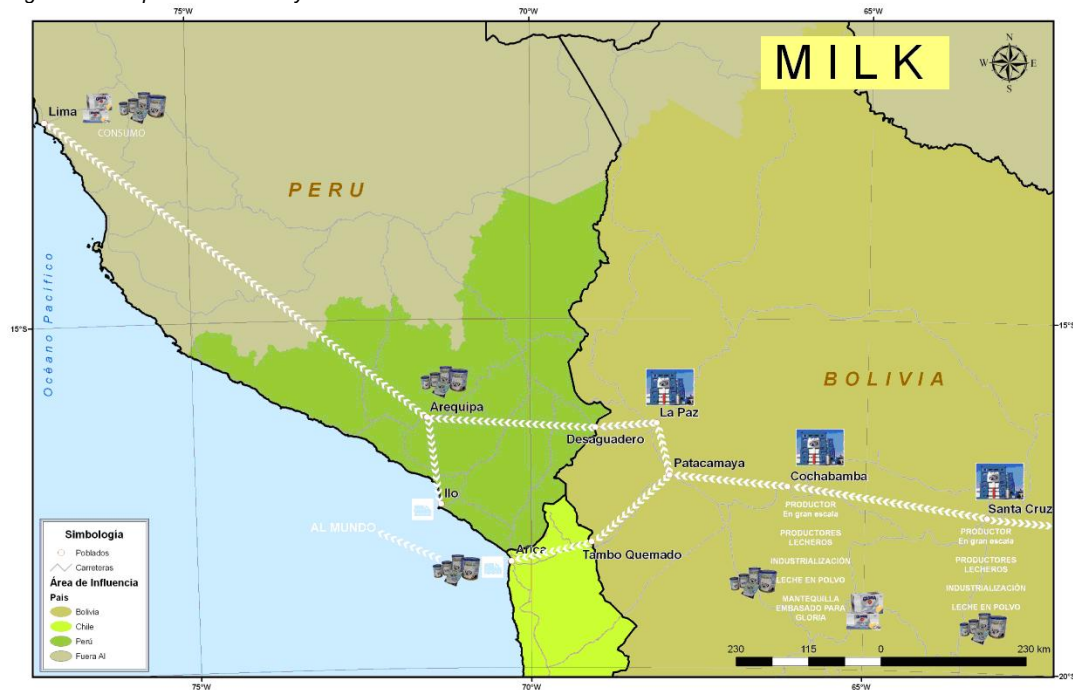 75°W
70°W
65°W
MILK
N
W E
S
Lima
CONSUMO
PERU
Océano Pacífico
15°S
15°S
BOLIVIA
Arequipa
La Paz
Desaguadero
Patacamaya
Cochabamba
Santa Cruz
Ilo
PRODUCTOR
En gran escala
PRODUCTORES
LECHEROS
INDUSTRIALIZACIÓN
LECHE EN POLVO
MANTEQUILLA
EMBASADO PARA
GLORIA
PRODUCTOR
En gran escala
PRODUCTORES
LECHEROS
INDUSTRIALIZACIÓN
LECHE EN POLVO
AL MUNDO
Arica
Tambo Quemado
Simbologia
Poblados
Carreteras
Área de Influencia
Pais
Bolivia
Chile
Perú
Fuera AI
230 115 0 230 km
20°S
75°W
70°W
65°W